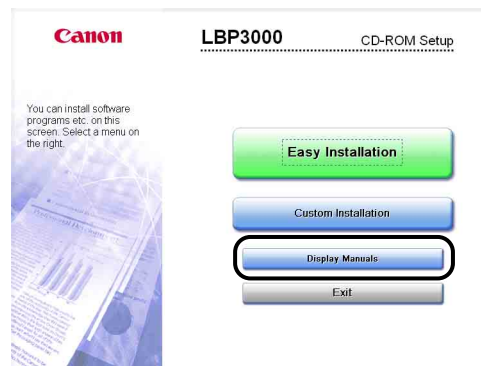 Canon
LBP3000
CD-ROM Setup
You can install software
programs etc. on this
screen. Select a menu on
the right.
Easy Installation
Custom Installation
Display Manuals
Exit